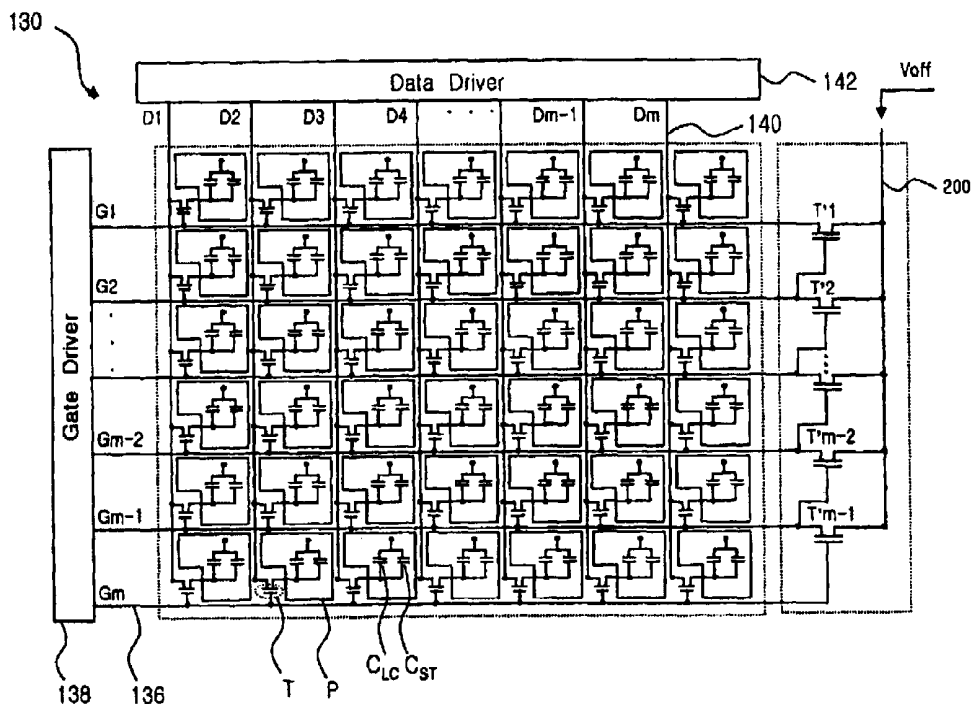 130
Data Driver
142
Voff
D1 D2 D3 D4 · · · Dm-1 Dm
140
200
G1
T'1
G2
T'2
Gate Driver
Gm-2
T'm-2
Gm-1
T'm-1
Gm
138
136
T
P
CLC
CST